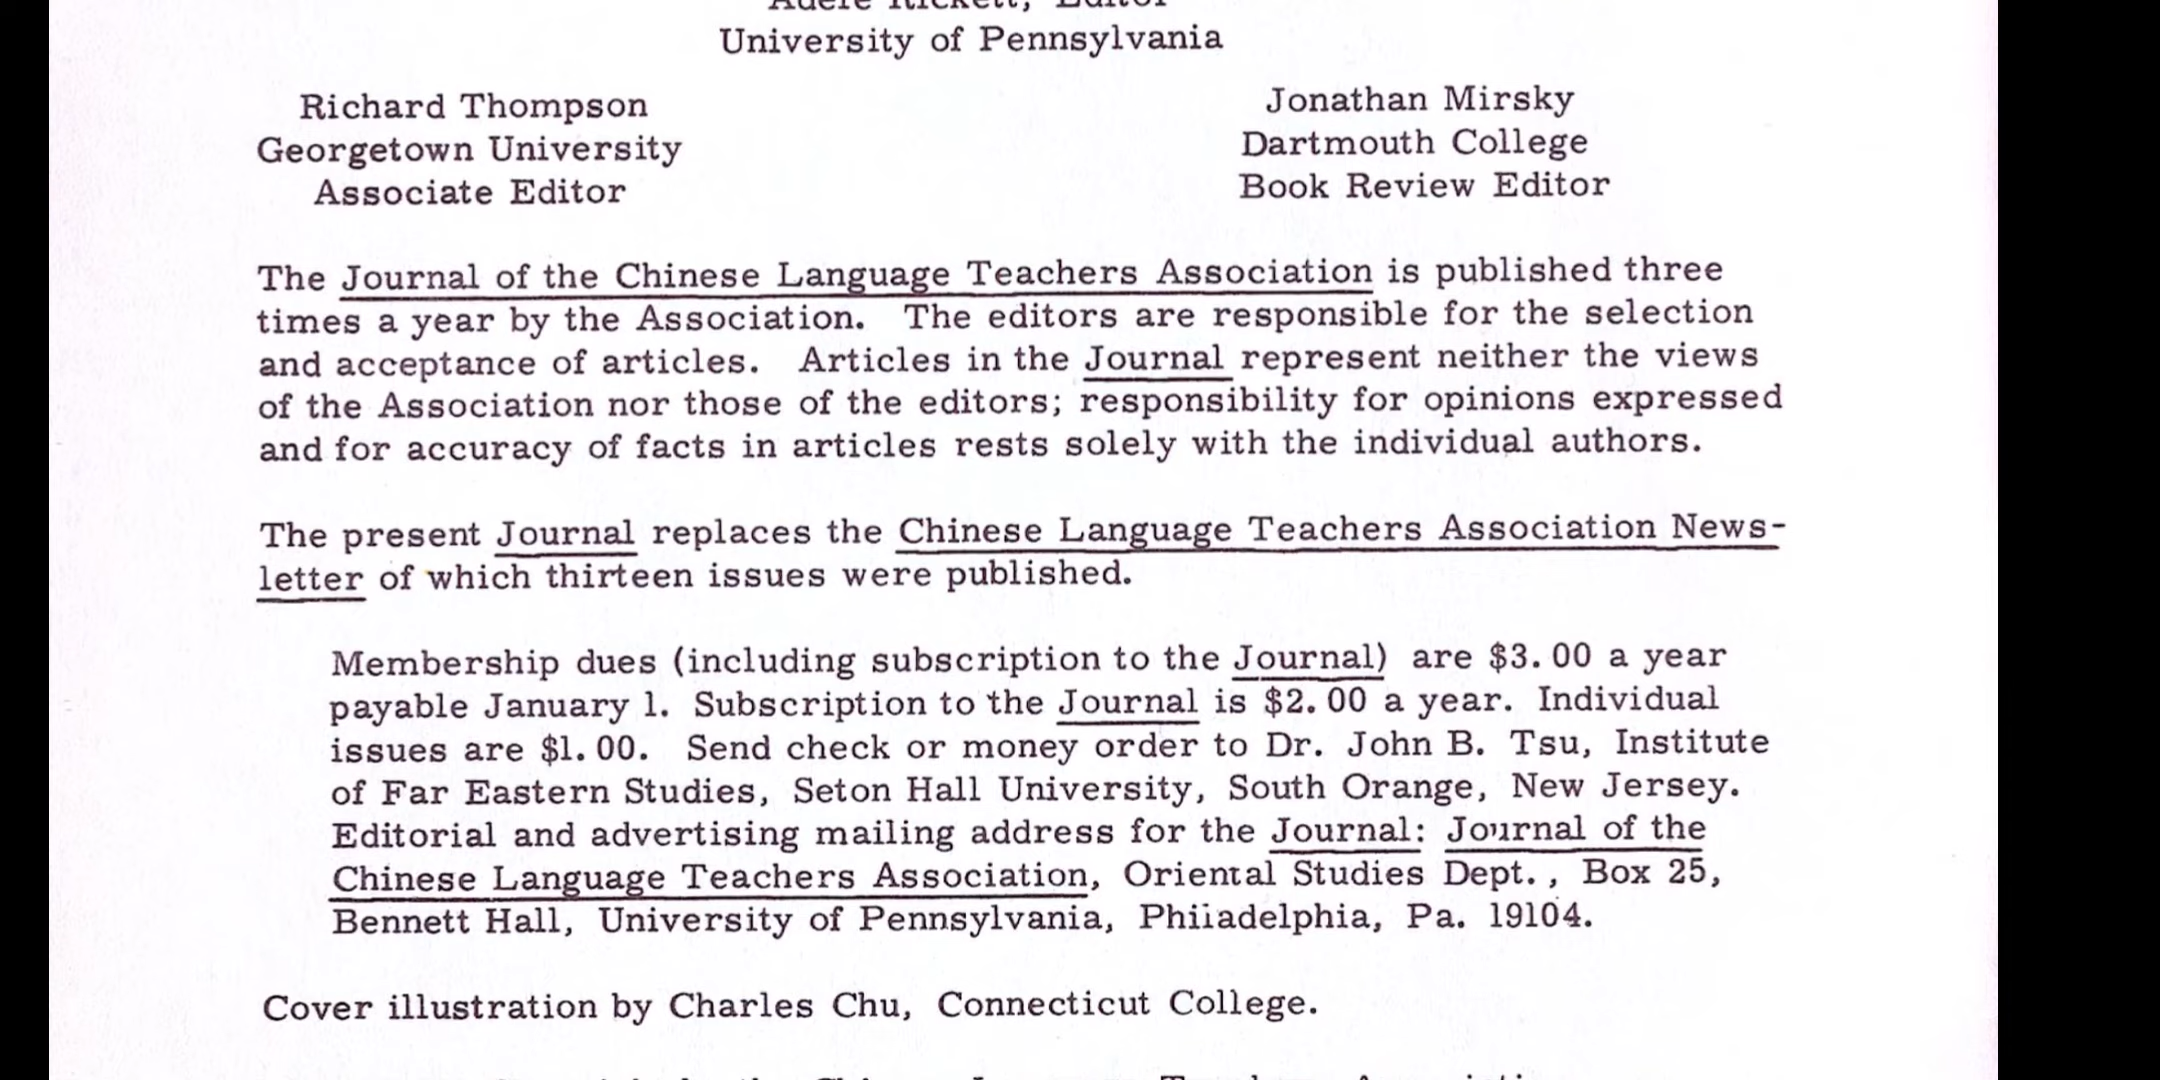 Adele Rickett, Editor
University of Pennsylvania
Richard Thompson
Georgetown University
Associate Editor
Jonathan Mirsky
Dartmouth College
Book Review Editor
The Journal of the Chinese Language Teachers Association is published three
times a year by the Association. The editors are responsible for the selection
and acceptance of articles. Articles in the Journal represent neither the views
of the Association nor those of the editors; responsibility for opinions expressed
and for accuracy of facts in articles rests solely with the individual authors.
The present Journal replaces the Chinese Language Teachers Association News-
letter of which thirteen issues were published.
Membership dues (including subscription to the Journal) are $3.00 a year
payable January 1. Subscription to the Journal is $2.00 a year. Individual
issues are $1.00. Send check or money order to Dr. John B. Tsu, Institute
of Far Eastern Studies, Seton Hall University, South Orange, New Jersey.
Editorial and advertising mailing address for the Journal: Journal of the
Chinese Language Teachers Association, Oriental Studies Dept., Box 25,
Bennett Hall, University of Pennsylvania, Philadelphia, Pa. 19104.
Cover illustration by Charles Chu, Connecticut College.